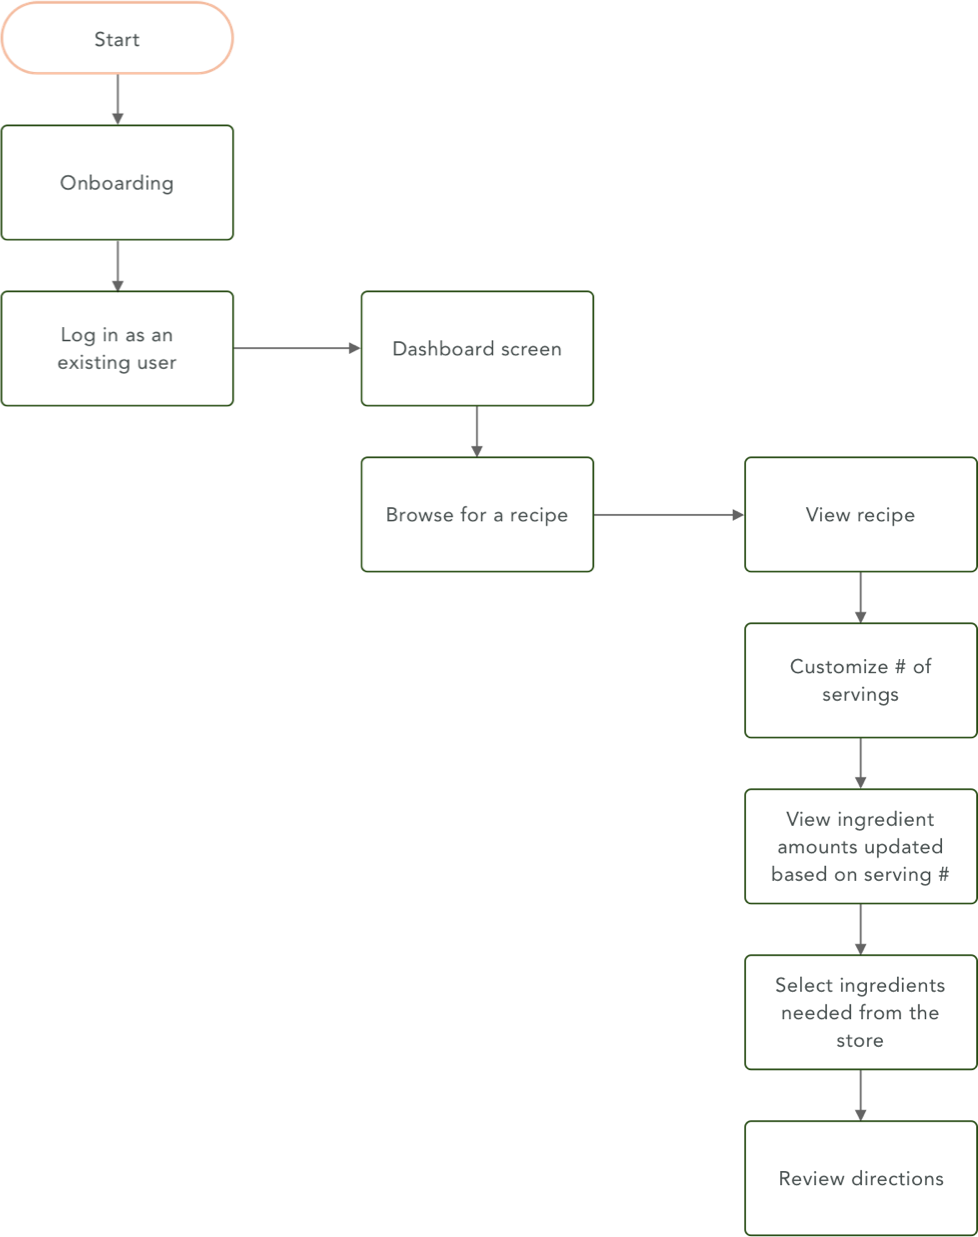 Start
Onboarding
Log in as an
existing user
Dashboard screen
Browse for a recipe
View recipe
Customize # of
servings
View ingredient
amounts updated
based on serving #
Select ingredients
needed from the
store
Review directions